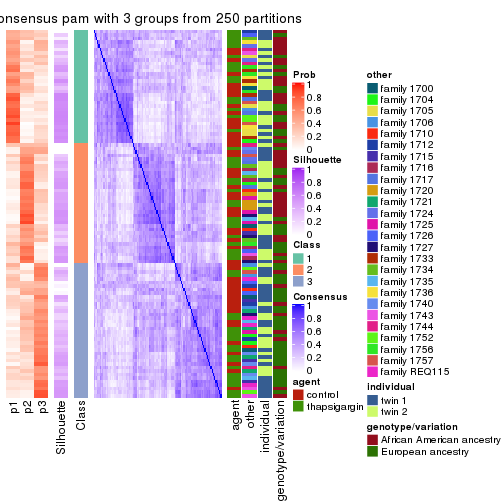 onsensus pam with 3 groups from 250 partitions
p1
p2
p3
Silhouette
Class
agent
other
individual
genotype/variation
Prob
1
0.8
0.6
0.4
0.2
0
Silhouette
1
0.8
0.6
0.4
0.2
0
Class
1
2
3
Consensus
1
0.8
0.6
0.4
0.2
0
agent
control
thapsigargin
other
family 1700
family 1704
family 1705
family 1706
family 1710
family 1712
family 1715
family 1716
family 1717
family 1720
family 1721
family 1724
family 1725
family 1726
family 1727
family 1733
family 1734
family 1735
family 1736
family 1740
family 1743
family 1744
family 1752
family 1756
family 1757
family REQ115
individual
twin 1
twin 2
genotype/variation
African American ancestry
European ancestry